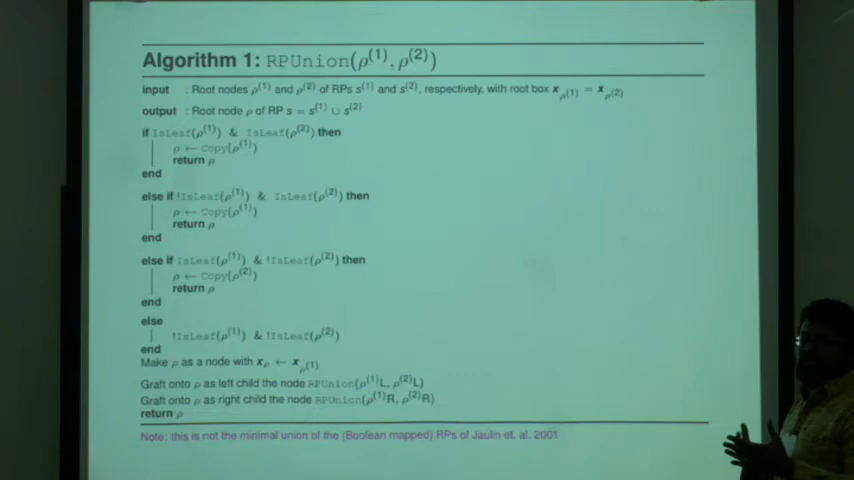 Algorithm 1: RPUnion(ρ⁽¹⁾, ρ⁽²⁾)
input : Root nodes ρ⁽¹⁾ and ρ⁽²⁾ of RPs s⁽¹⁾ and s⁽²⁾, respectively, with root box x_ρ⁽¹⁾ = x_ρ⁽²⁾
output : Root node ρ of RP s = s⁽¹⁾ ∪ s⁽²⁾
if IsLeaf(ρ⁽¹⁾) & IsLeaf(ρ⁽²⁾) then
ρ ← Copy(ρ⁽¹⁾)
return ρ
end
else if !IsLeaf(ρ⁽¹⁾) & IsLeaf(ρ⁽²⁾) then
ρ ← Copy(ρ⁽¹⁾)
return ρ
end
else if IsLeaf(ρ⁽¹⁾) & !IsLeaf(ρ⁽²⁾) then
ρ ← Copy(ρ⁽²⁾)
return ρ
end
else
!IsLeaf(ρ⁽¹⁾) & !IsLeaf(ρ⁽²⁾)
end
Make ρ as a node with x_ρ ← x_ρ⁽¹⁾
Graft onto ρ as left child the node RPUnion(ρ⁽¹⁾L, ρ⁽²⁾L)
Graft onto ρ as right child the node RPUnion(ρ⁽¹⁾R, ρ⁽²⁾R)
return ρ
Note: this is not the minimal union of the (Boolean mapped) RPs of Jaulin et. al. 2001